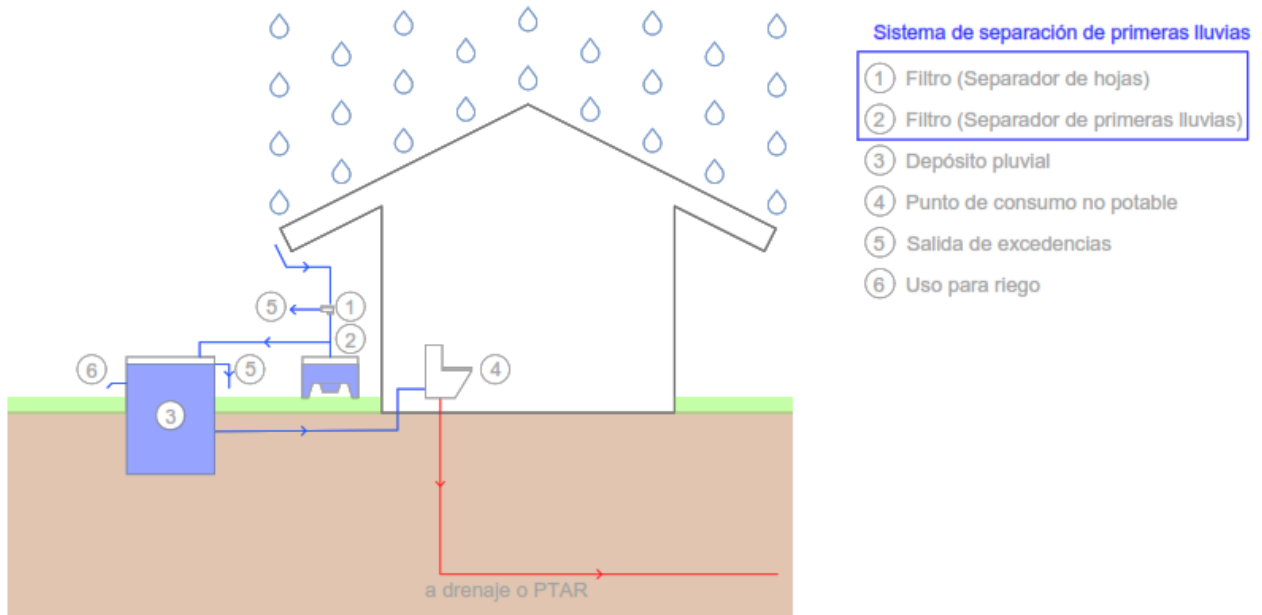 Sistema de separación de primeras lluvias
1 Filtro (Separador de hojas)
2 Filtro (Separador de primeras lluvias)
3 Depósito pluvial
4 Punto de consumo no potable
5 Salida de excedencias
6 Uso para riego
5
1
2
6
5
4
3
a drenaje o PTAR